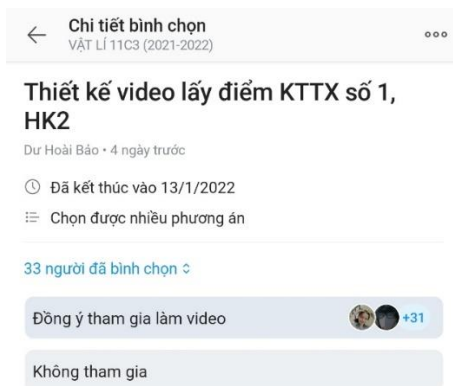 Chi tiết bình chọn
VẬT LÍ 11C3 (2021-2022)
Thiết kế video lấy điểm KTTX số 1,
HK2
Dư Hoài Bảo • 4 ngày trước
Đã kết thúc vào 13/1/2022
Chọn được nhiều phương án
33 người đã bình chọn
Đồng ý tham gia làm video +31
Không tham gia